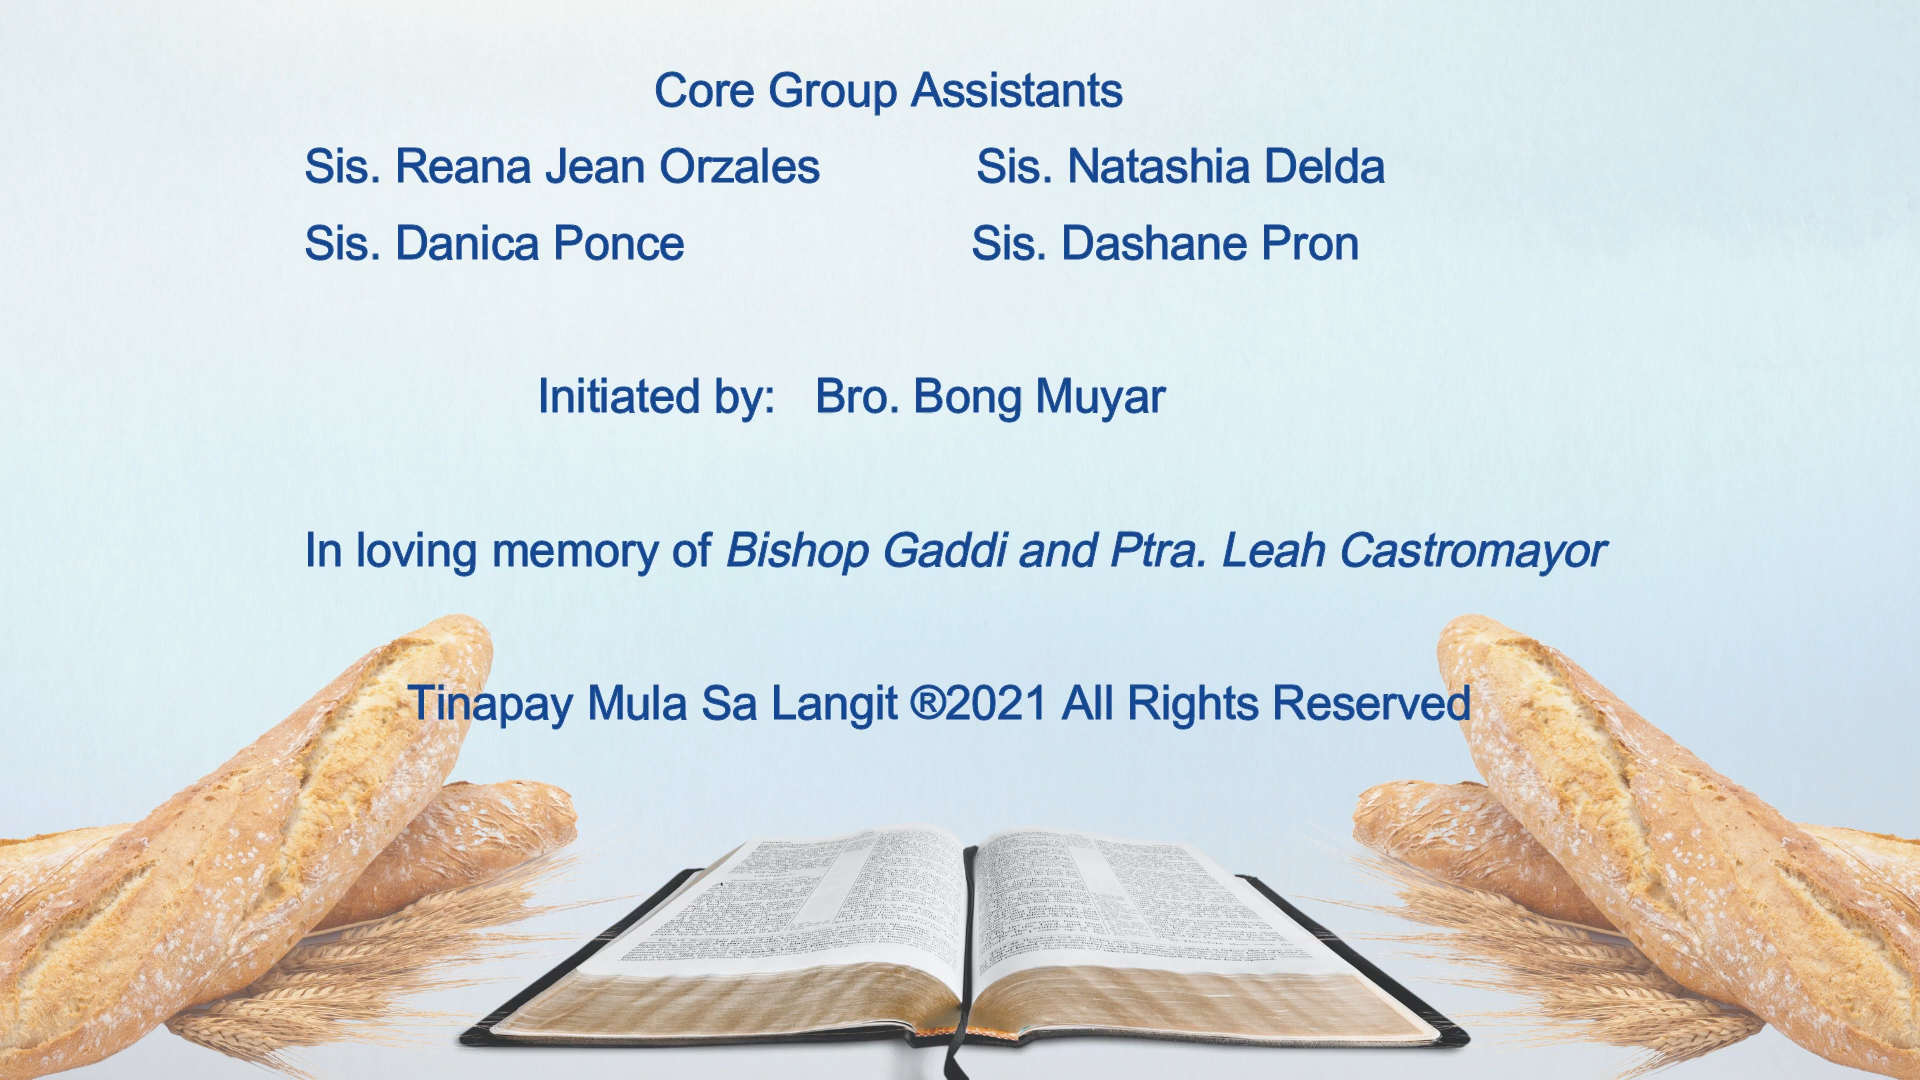 Core Group Assistants
Sis. Reana Jean Orzales Sis. Natashia Delda
Sis. Danica Ponce Sis. Dashane Pron
Initiated by: Bro. Bong Muyar
In loving memory of Bishop Gaddi and Ptra. Leah Castromayor
Tinapay Mula Sa Langit ®2021 All Rights Reserved